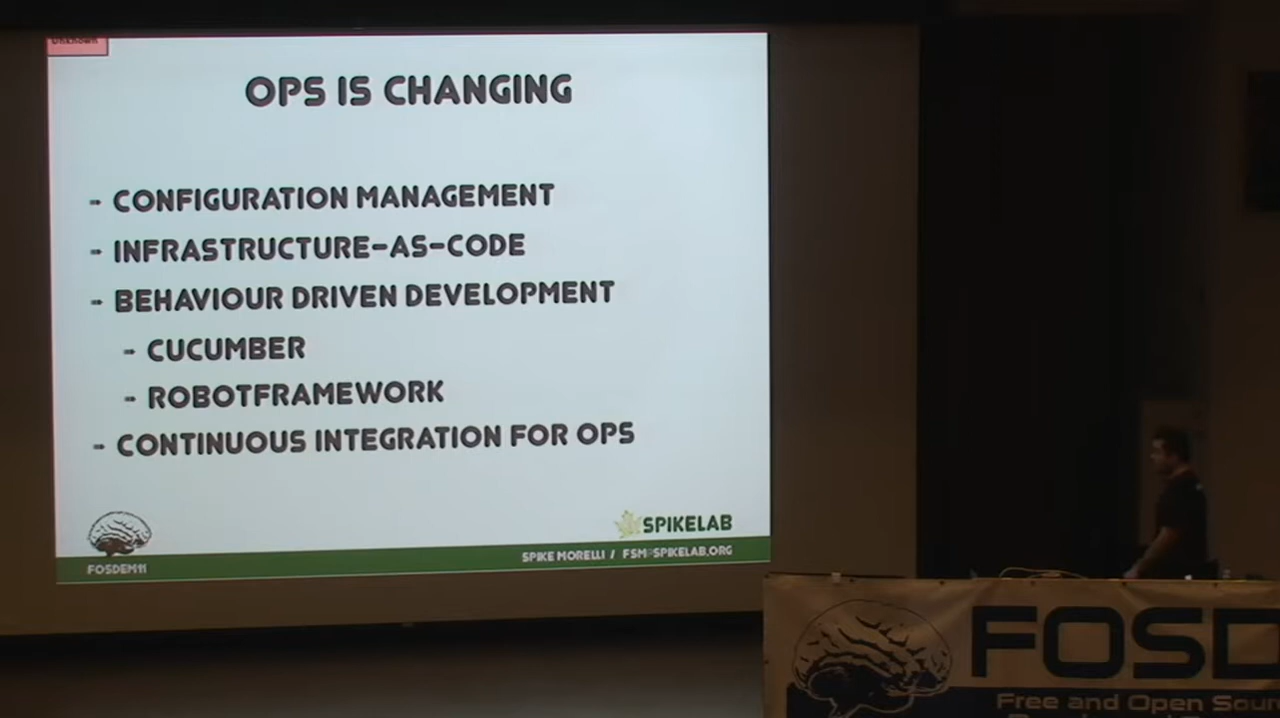 Unknown
OPS IS CHANGING
- CONFIGURATION MANAGEMENT
- INFRASTRUCTURE-AS-CODE
- BEHAVIOUR DRIVEN DEVELOPMENT
- CUCUMBER
- ROBOTFRAMEWORK
- CONTINUOUS INTEGRATION FOR OPS
SPIKELAB
SPIKE MORELLI / FSM@SPIKELAB.ORG
FOSDEM11
FOSD
Free and Open Sour